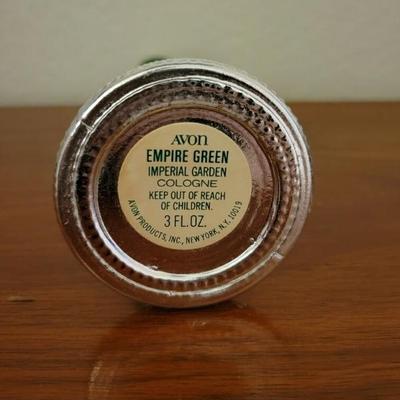 AVON
EMPIRE GREEN
IMPERIAL GARDEN
COLOGNE
KEEP OUT OF REACH
OF CHILDREN.
3 FL.OZ.
AVON PRODUCTS, INC., NEW YORK, N.Y. 10019